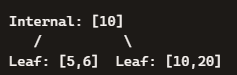 Internal: [10]
/ \
Leaf: [5,6] Leaf: [10,20]